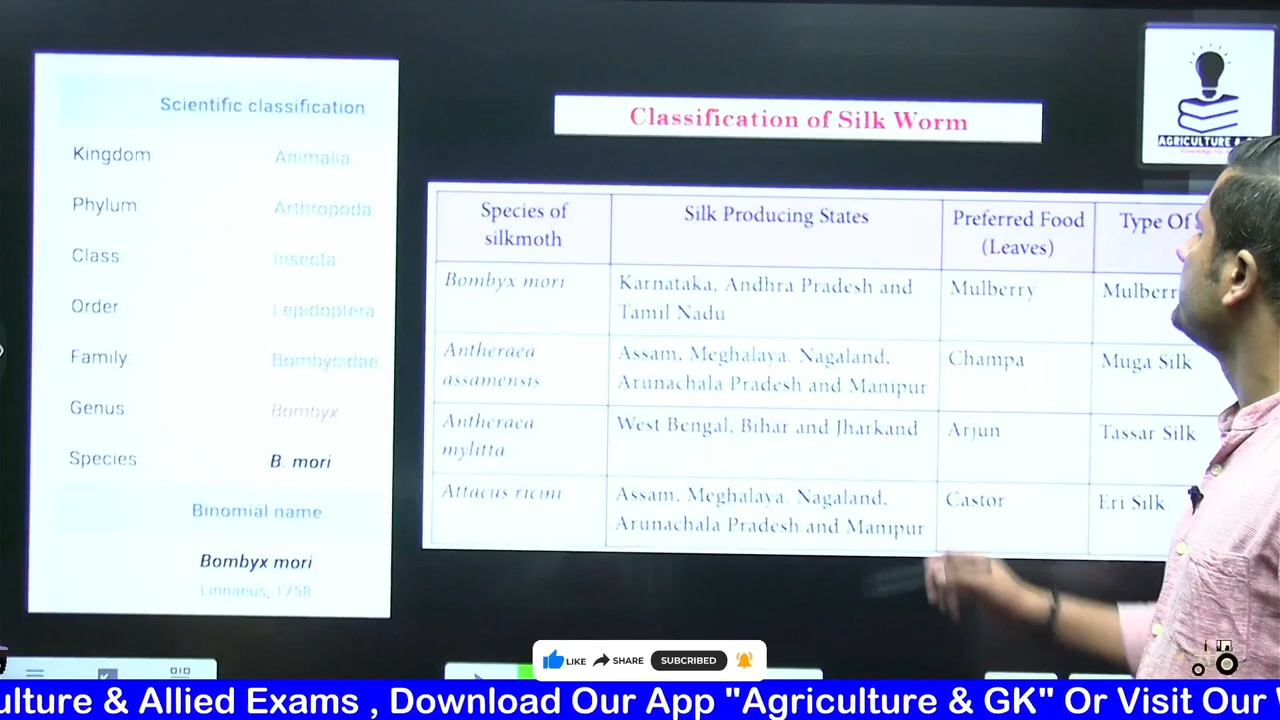 Scientific classification
Kingdom Animalia
Phylum Arthropoda
Class Insecta
Order Lepidoptera
Family Bombycidae
Genus Bombyx
Species B. mori
Binomial name
Bombyx mori
Linnaeus, 1758
Classification of Silk Worm
AGRICULTURE &
Species of
silkmoth
Silk Producing States
Preferred Food
(Leaves)
Type Of
Bombyx mori
Karnataka, Andhra Pradesh and
Tamil Nadu
Mulberry
Antheraea
assamensis
Assam, Meghalaya, Nagaland,
Arunachala Pradesh and Manipur
Champa
Muga Silk
Antheraea
mylitta
West Bengal, Bihar and Jharkand
Arjun
Tassar Silk
Attacus ricini
Assam, Meghalaya, Nagaland,
Arunachala Pradesh and Manipur
Castor
Eri Silk
LIKE SHARE SUBCRIBED
ulture & Allied Exams , Download Our App "Agriculture & GK" Or Visit Our